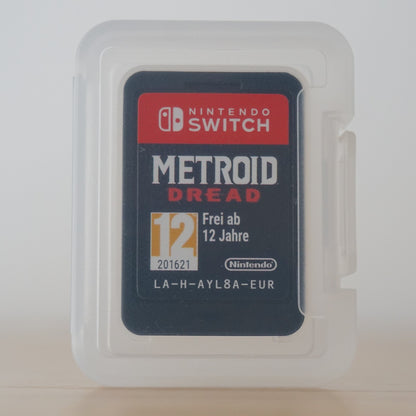 NINTENDO
SWITCH
METROID
DREAD
12
201621
Frei ab
12 Jahre
Nintendo
LA-H-AYL8A-EUR